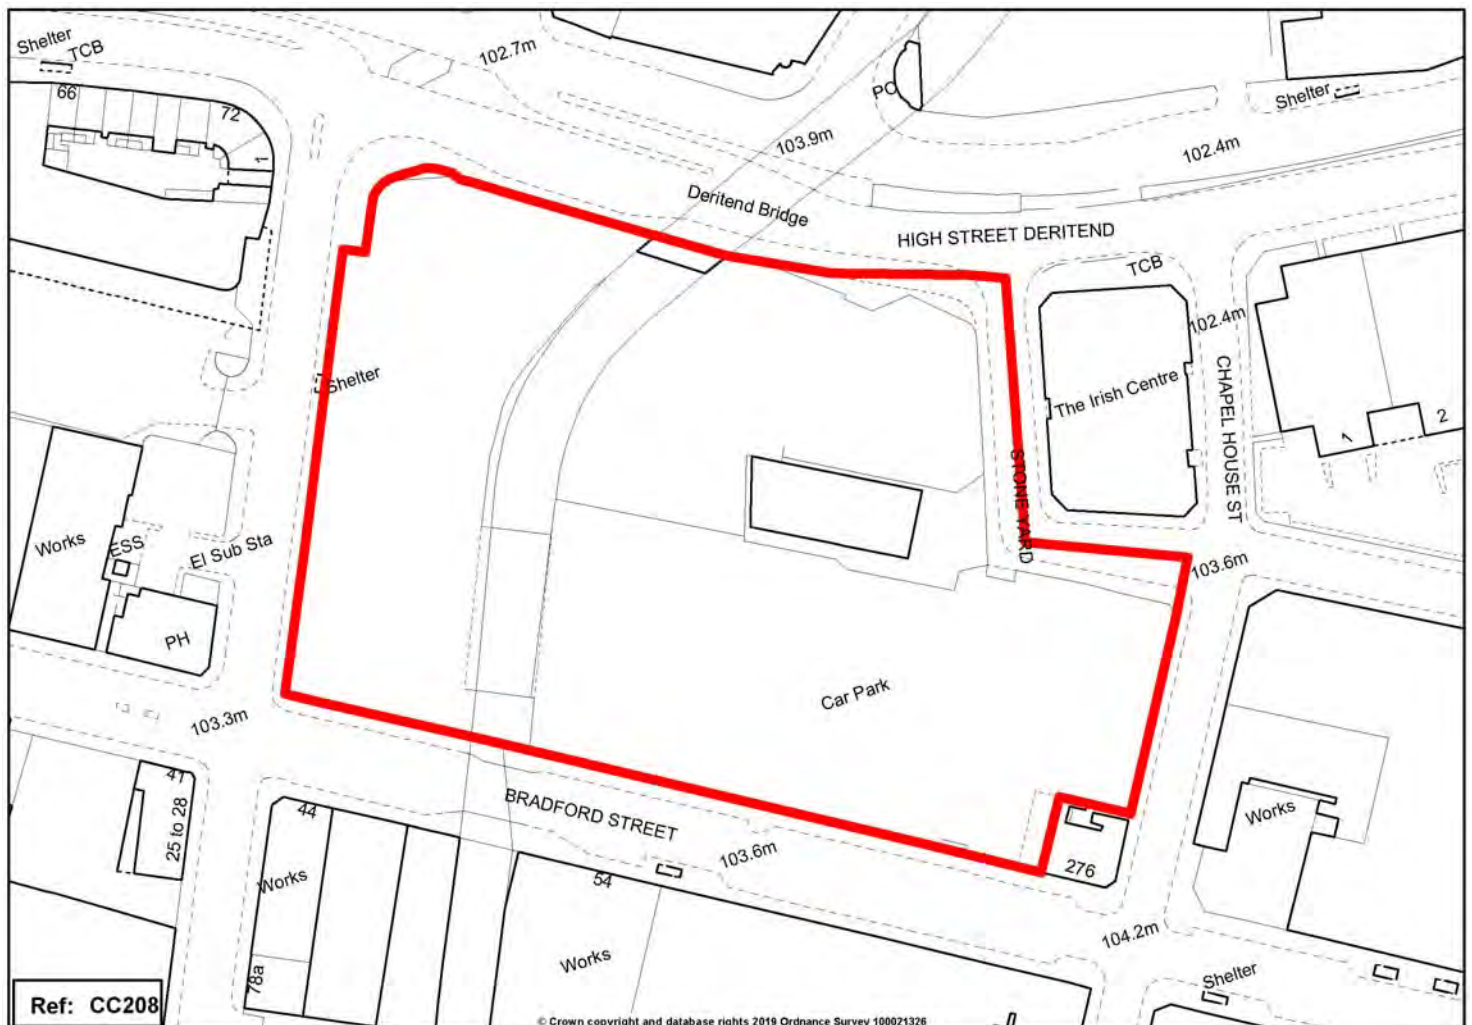 Shelter
TCB
102.7m
66
72
1
PO
Shelter
103.9m
102.4m
Deritend Bridge
HIGH STREET DERITEND
TCB
102.4m
Shelter
The Irish Centre
CHAPEL HOUSE ST
1
2
STONE YARD
Works
ESS
El Sub Sta
103.6m
PH
Car Park
103.3m
41
25 to 28
44
BRADFORD STREET
103.6m
Works
276
Works
54
104.2m
Works
78a
Shelter
Ref: CC208
© Crown copyright and database rights 2019 Ordnance Survey 100021326